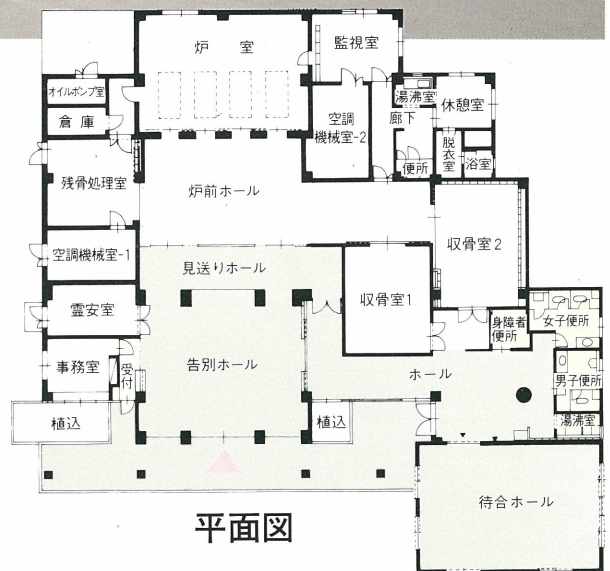 炉室
監視室
オイルポンプ室
倉庫
空調
機械室-2
湯沸室
廊下
休憩室
脱衣室
浴室
便所
残骨処理室
炉前ホール
空調機械室-1
見送りホール
収骨室1
収骨室2
霊安室
告別ホール
身障者
便所
女子便所
事務室
受付
ホール
男子便所
植込
植込
湯沸室
待合ホール
平面図